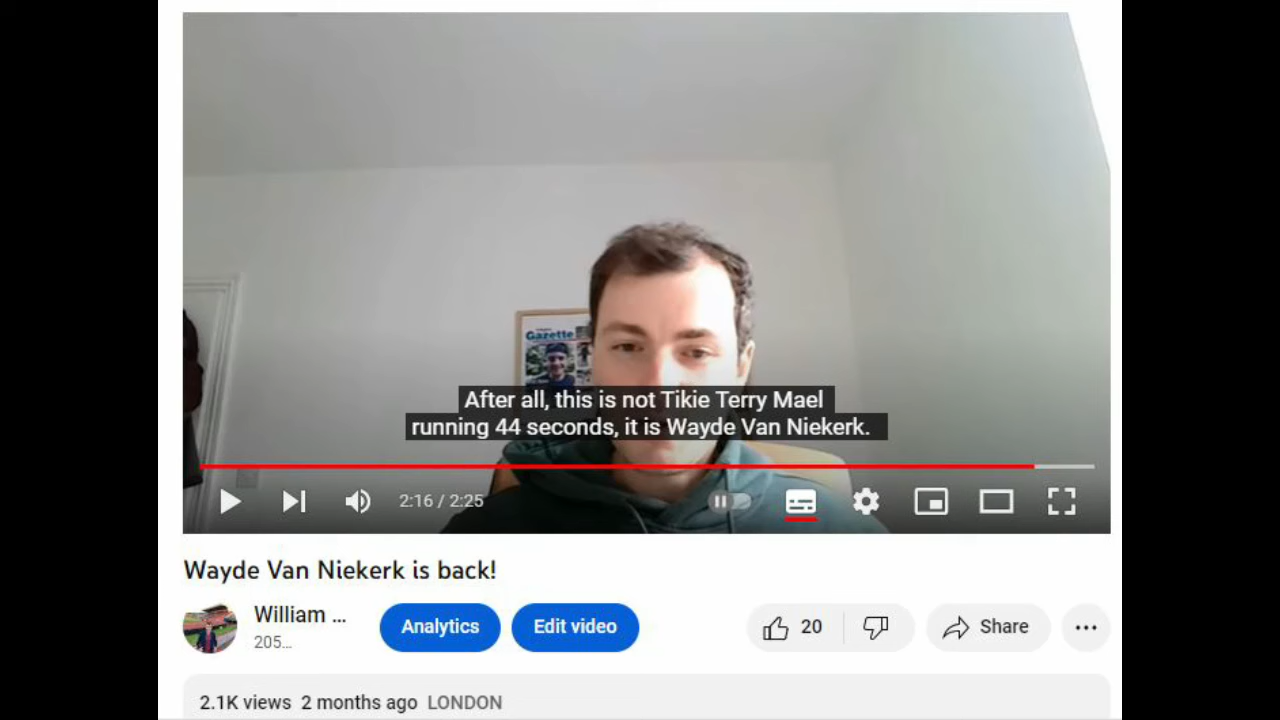 Gazette
After all, this is not Tikie Terry Mael
running 44 seconds, it is Wayde Van Niekerk.
2:16 / 2:25
Wayde Van Niekerk is back!
William ...
205...
Analytics
Edit video
20
Share
2.1K views 2 months ago LONDON